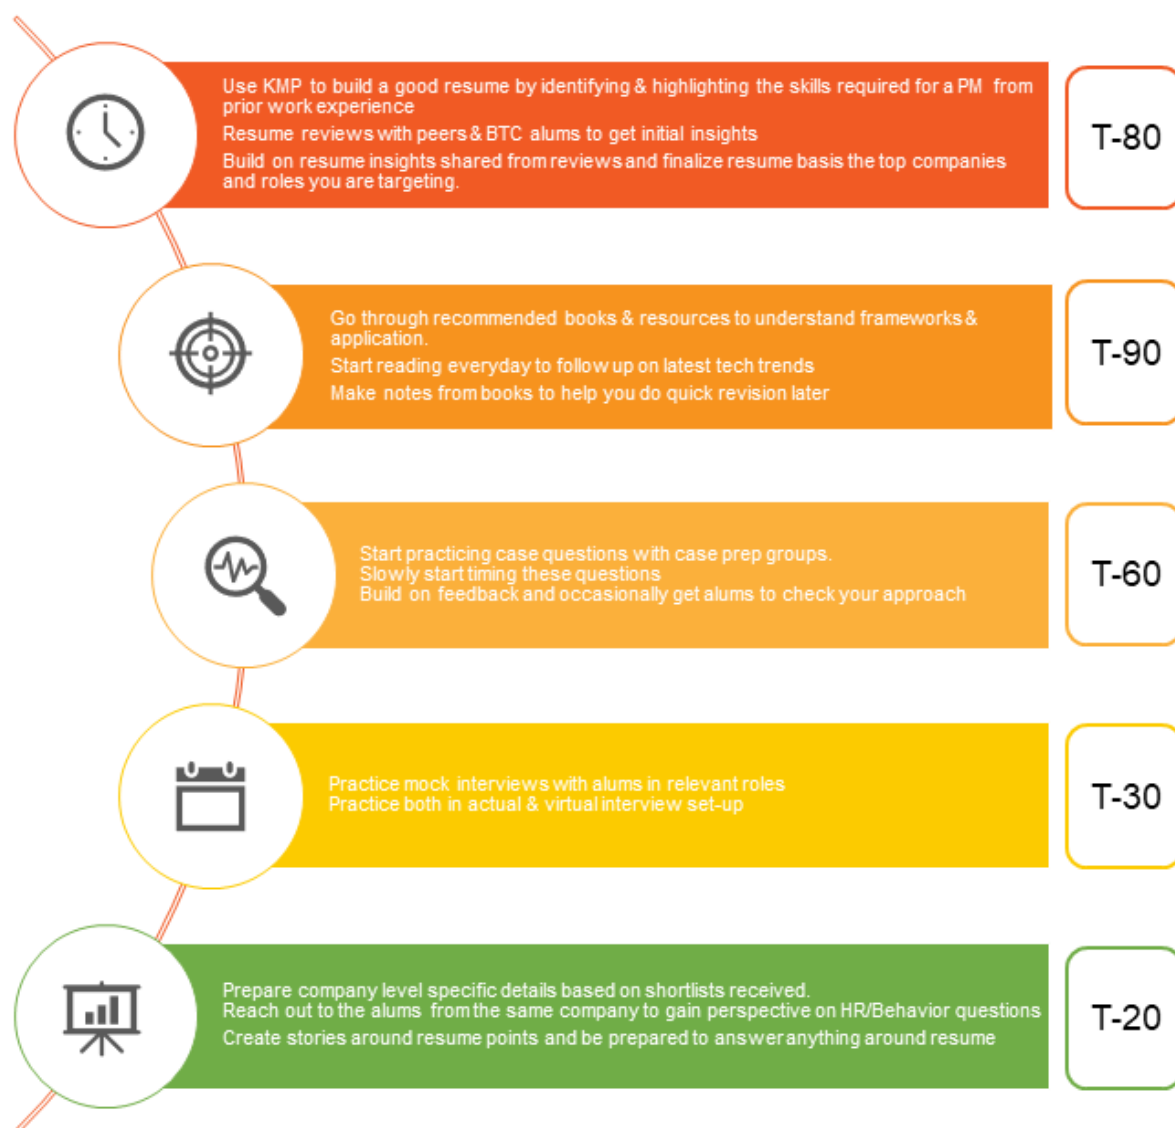 Use KMP to build a good resume by identifying & highlighting the skills required for a PM from
prior work experience
Resume reviews with peers & BTC alums to get initial insights
Build on resume insights shared from reviews and finalize resume basis the top companies
and roles you are targeting.
T-80
Go through recommended books & resources to understand frameworks &
application.
Start reading everyday to follow up on latest tech trends
Make notes from books to help you do quick revision later
T-90
Start practicing case questions with case prep groups.
Slowly start timing these questions
Build on feedback and occasionally get alums to check your approach
T-60
Practice mock interviews with alums in relevant roles
Practice both in actual & virtual interview set-up
T-30
Prepare company level specific details based on shortlists received.
Reach out to the alums from the same company to gain perspective on HR/Behavior questions
Create stories around resume points and be prepared to answer anything around resume
T-20